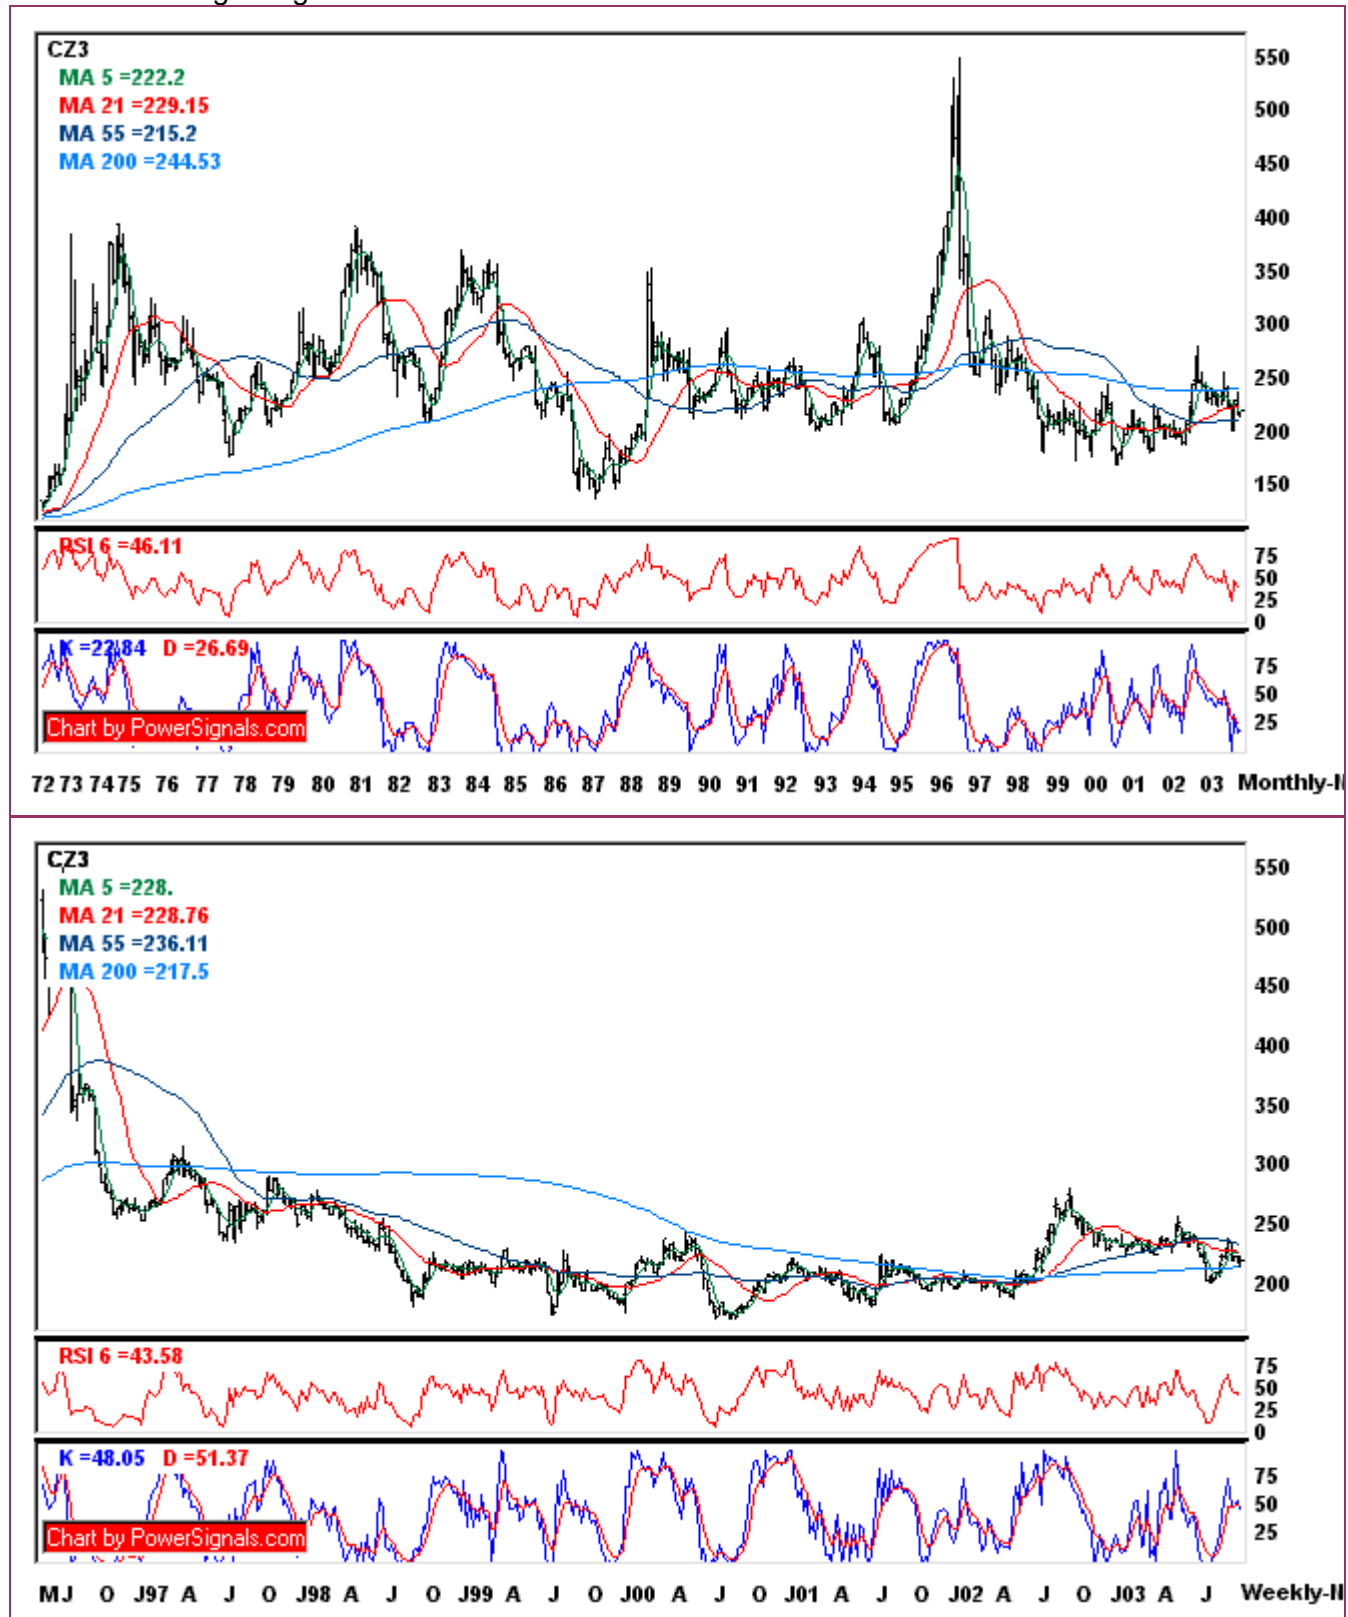 CZ3
MA 5 =222.2
MA 21 =229.15
MA 55 =215.2
MA 200 =244.53
550
500
450
400
350
300
250
200
150
RSI 6 =46.11
75
50
25
0
K =22.84 D =26.69
75
50
25
Chart by PowerSignals.com
72 73 74 75 76 77 78 79 80 81 82 83 84 85 86 87 88 89 90 91 92 93 94 95 96 97 98 99 00 01 02 03 Monthly-N
CZ3
MA 5 =228.
MA 21 =228.76
MA 55 =236.11
MA 200 =217.5
550
500
450
400
350
300
250
200
RSI 6 =43.58
75
50
25
0
K =48.05 D =51.37
75
50
25
Chart by PowerSignals.com
M J O J97 A J O J98 A J O J99 A J O J00 A J O J01 A J O J02 A J O J03 A J Weekly-N